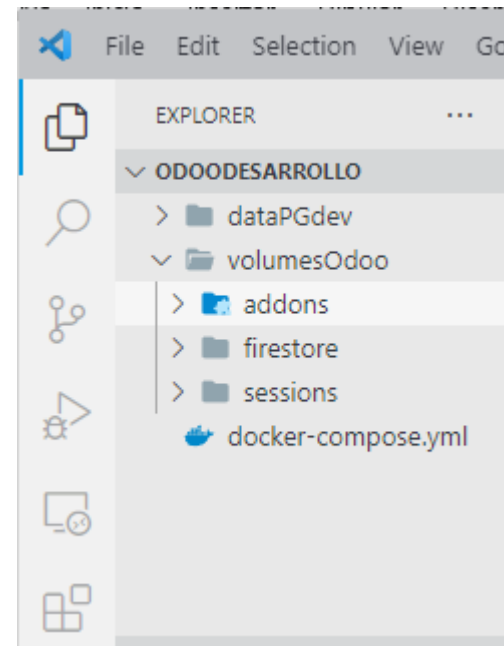 File Edit Selection View Go
EXPLORER ...
ODOODESARROLLO
dataPGdev
volumesOdoo
addons
firestore
sessions
docker-compose.yml